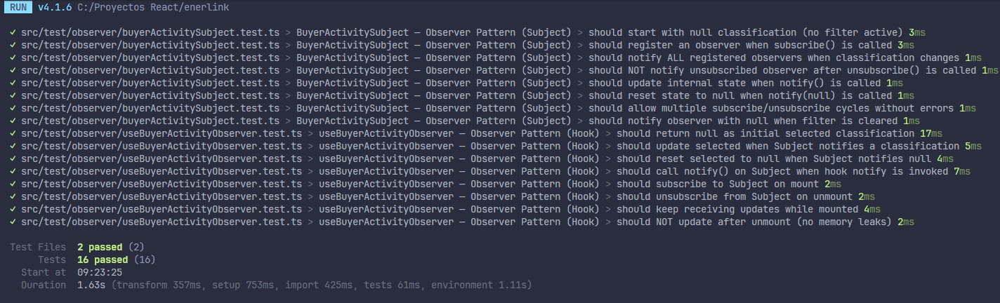 RUN v4.1.6 C:/Proyectos React/enerlink
✓ src/test/observer/buyerActivitySubject.test.ts > BuyerActivitySubject — Observer Pattern (Subject) > should start with null classification (no filter active) 3ms
✓ src/test/observer/buyerActivitySubject.test.ts > BuyerActivitySubject — Observer Pattern (Subject) > should register an observer when subscribe() is called 3ms
✓ src/test/observer/buyerActivitySubject.test.ts > BuyerActivitySubject — Observer Pattern (Subject) > should notify ALL registered observers when classification changes 1ms
✓ src/test/observer/buyerActivitySubject.test.ts > BuyerActivitySubject — Observer Pattern (Subject) > should NOT notify unsubscribed observer after unsubscribe() is called 1ms
✓ src/test/observer/buyerActivitySubject.test.ts > BuyerActivitySubject — Observer Pattern (Subject) > should update internal state when notify() is called 1ms
✓ src/test/observer/buyerActivitySubject.test.ts > BuyerActivitySubject — Observer Pattern (Subject) > should reset state to null when notify(null) is called 1ms
✓ src/test/observer/buyerActivitySubject.test.ts > BuyerActivitySubject — Observer Pattern (Subject) > should allow multiple subscribe/unsubscribe cycles without errors 1ms
✓ src/test/observer/buyerActivitySubject.test.ts > BuyerActivitySubject — Observer Pattern (Subject) > should notify observer with null when filter is cleared 1ms
✓ src/test/observer/useBuyerActivityObserver.test.ts > useBuyerActivityObserver — Observer Pattern (Hook) > should return null as initial selected classification 17ms
✓ src/test/observer/useBuyerActivityObserver.test.ts > useBuyerActivityObserver — Observer Pattern (Hook) > should update selected when Subject notifies a classification 5ms
✓ src/test/observer/useBuyerActivityObserver.test.ts > useBuyerActivityObserver — Observer Pattern (Hook) > should reset selected to null when Subject notifies null 4ms
✓ src/test/observer/useBuyerActivityObserver.test.ts > useBuyerActivityObserver — Observer Pattern (Hook) > should call notify() on Subject when hook notify is invoked 7ms
✓ src/test/observer/useBuyerActivityObserver.test.ts > useBuyerActivityObserver — Observer Pattern (Hook) > should subscribe to Subject on mount 2ms
✓ src/test/observer/useBuyerActivityObserver.test.ts > useBuyerActivityObserver — Observer Pattern (Hook) > should unsubscribe from Subject on unmount 2ms
✓ src/test/observer/useBuyerActivityObserver.test.ts > useBuyerActivityObserver — Observer Pattern (Hook) > should keep receiving updates while mounted 4ms
✓ src/test/observer/useBuyerActivityObserver.test.ts > useBuyerActivityObserver — Observer Pattern (Hook) > should NOT update after unmount (no memory leaks) 2ms
Test Files 2 passed (2)
Tests 16 passed (16)
Start at 09:23:25
Duration 1.63s (transform 357ms, setup 753ms, import 425ms, tests 61ms, environment 1.11s)